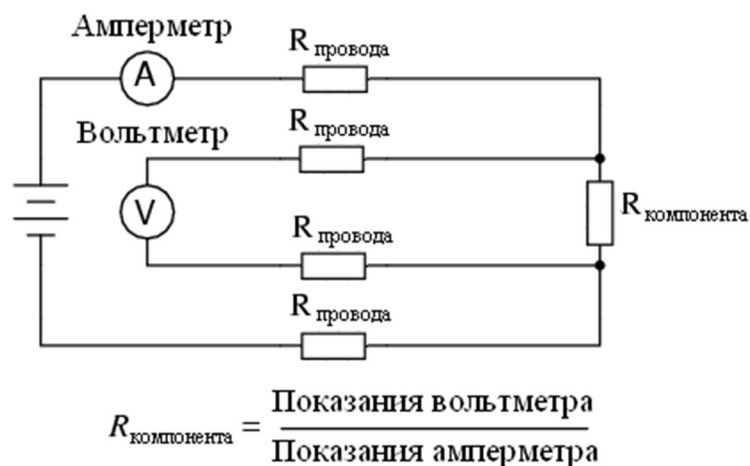 Амперметр
A
R провода
Вольтметр
R провода
V
R компонента
R провода
R провода
R компонента = Показания вольтметра
Показания амперметра